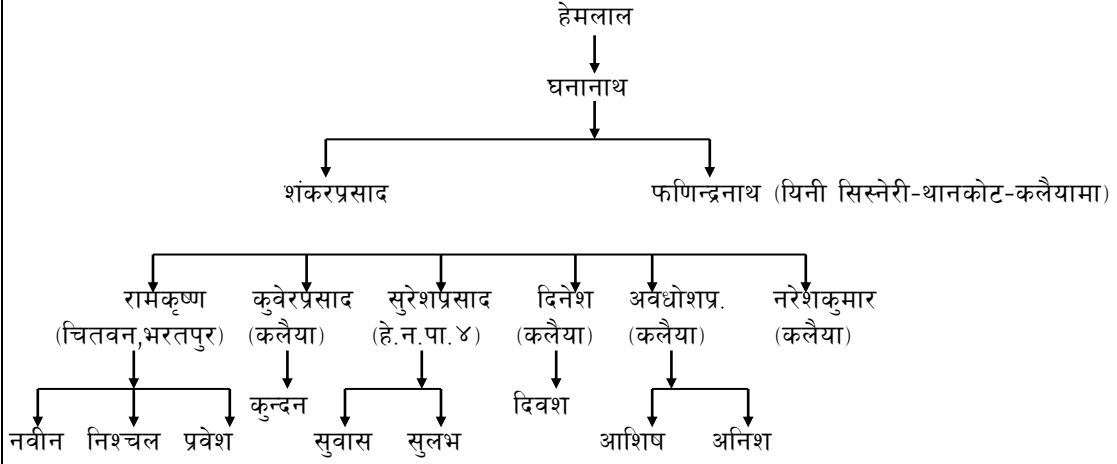 हेमलाल
घनानाथ
शंकरप्रसाद फणिन्द्रनाथ (यिनी सिस्नेरी-थानकोट-कलैयामा)
रामकृष्ण कुवेरप्रसाद सुरेशप्रसाद दिनेश अवधोशप्र. नरेशकुमार
(चितवन,भरतपुर) (कलैया) (हे.न.पा.४) (कलैया) (कलैया) (कलैया)
कुन्दन दिवश
नवीन निश्चल प्रवेश सुवास सुलभ आशिष अनिश